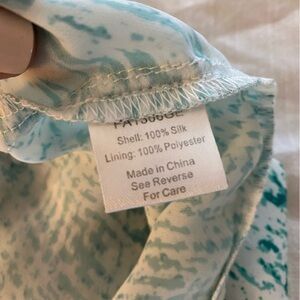 Shell: 100% Silk
Lining: 100% Polyester
Made in China
See Reverse
For Care